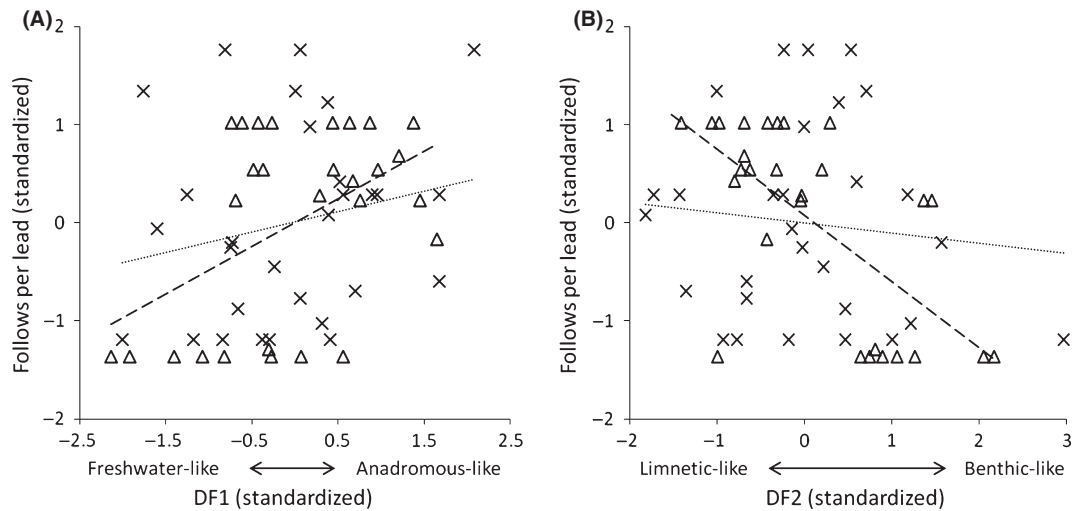 (A)
2
1
0
−1
−2
−2.5
−1.5
−0.5
0.5
1.5
2.5
Follows per lead (standardized)
Freshwater-like
Anadromous-like
DF1 (standardized)
(B)
2
1
0
−1
−2
−2
−1
0
1
2
3
Follows per lead (standardized)
Limnetic-like
Benthic-like
DF2 (standardized)